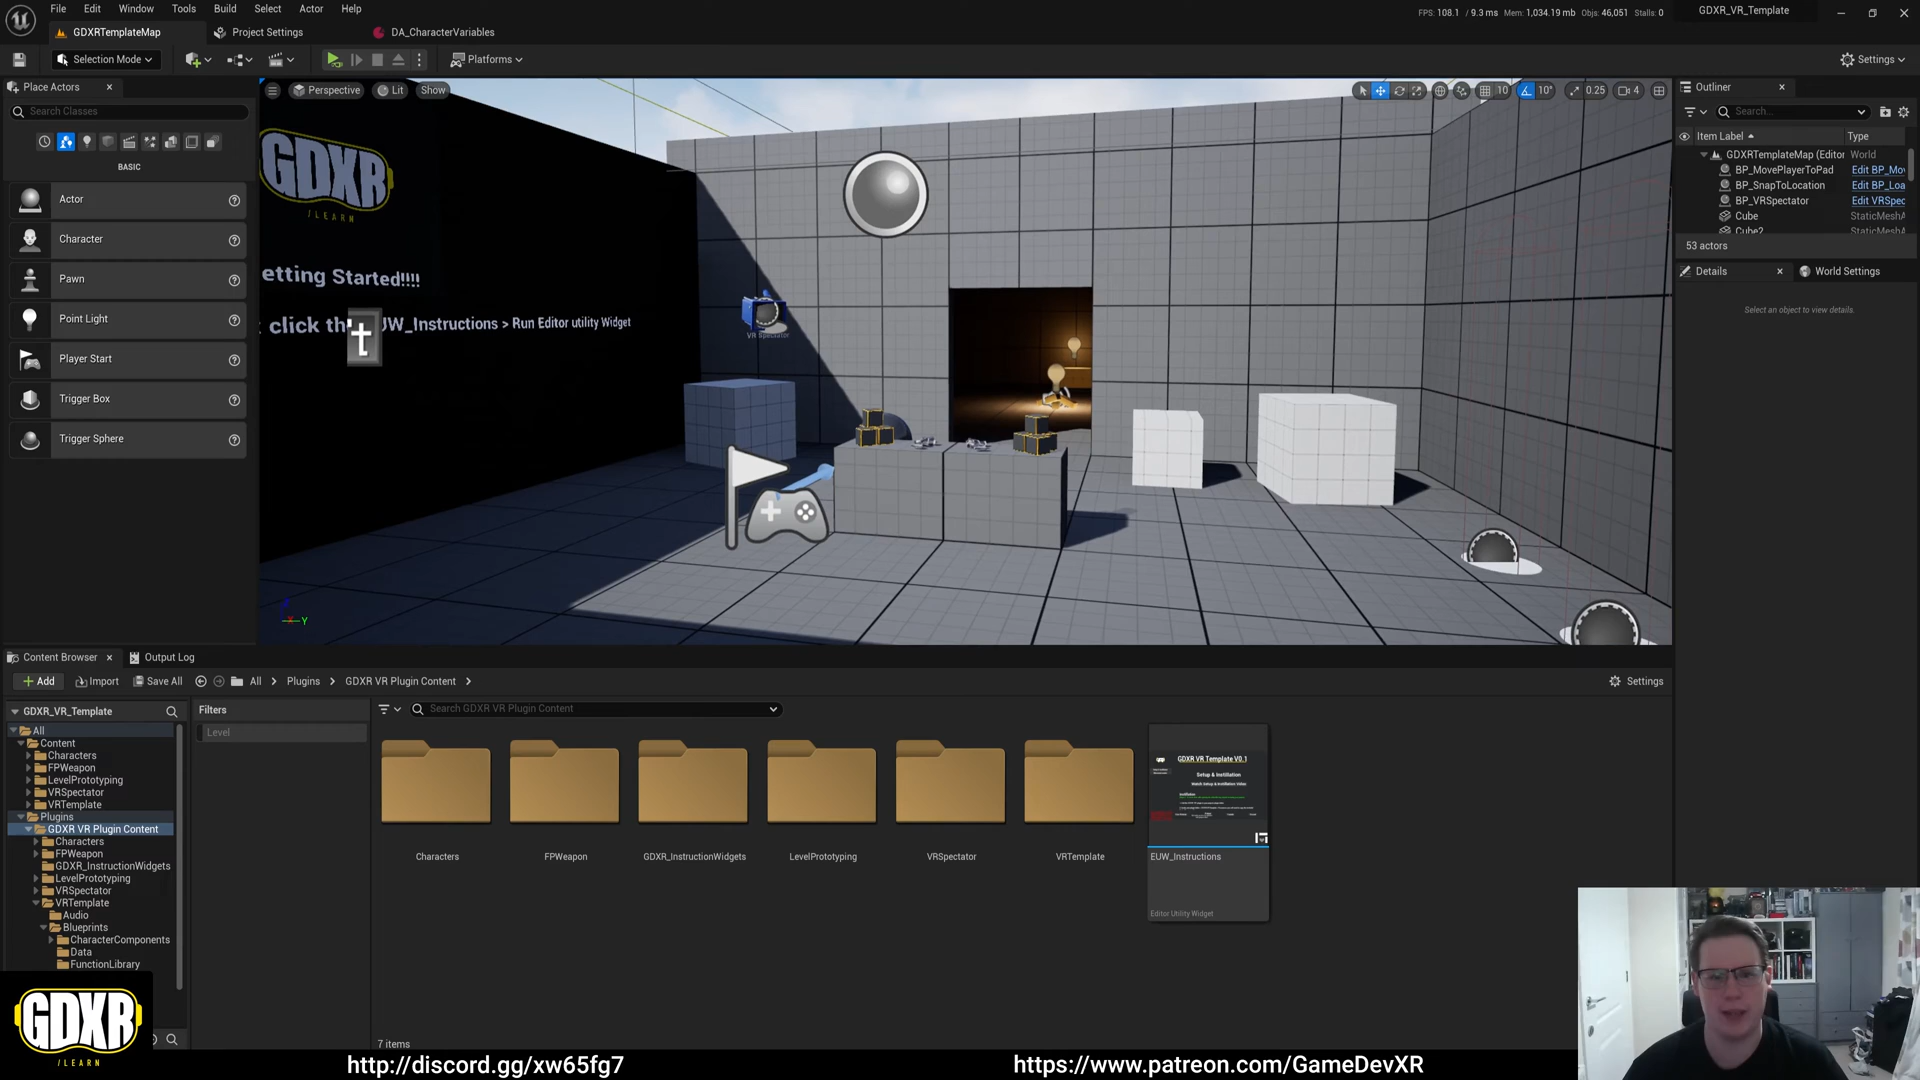 File Edit Window Tools Build Select Actor Help
FPS: 108.1 / 9.3 ms Mem: 1,034.19 mb Objs: 46,051 Stalls: 0
GDXR_VR_Template
GDXRTemplateMap
Project Settings
DA_CharacterVariables
Selection Mode
Platforms
Settings
Place Actors
Search Classes
BASIC
Actor
Character
Pawn
Point Light
Player Start
Trigger Box
Trigger Sphere
Perspective
Lit
Show
10
10°
0.25
4
GDXR
/LEARN
etting Started!!!!
click th
UW_Instructions > Run Editor utility Widget
t
VR Spectator
Y
Outliner
Search...
Item Label
Type
GDXRTemplateMap (Editor
World
BP_MovePlayerToPad
Edit BP_Mov
BP_SnapToLocation
Edit BP_Loa
BP_VRSpectator
Edit VRSpec
Cube
StaticMeshA
Cube2
StaticMeshA
53 actors
Details
World Settings
Select an object to view details.
Content Browser
Output Log
Add
Import
Save All
All
Plugins
GDXR VR Plugin Content
Settings
GDXR_VR_Template
All
Content
Characters
FPWeapon
LevelPrototyping
VRSpectator
VRTemplate
Plugins
GDXR VR Plugin Content
Characters
FPWeapon
GDXR_InstructionWidgets
LevelPrototyping
VRSpectator
VRTemplate
Audio
Blueprints
CharacterComponents
Data
FunctionLibrary
Filters
Level
Search GDXR VR Plugin Content
Characters
FPWeapon
GDXR_InstructionWidgets
LevelPrototyping
VRSpectator
VRTemplate
GDXR VR Template V0.1
Setup & Instillation
Watch Setup & Instillation Video
EUW_Instructions
Editor Utility Widget
7 items
GDXR
/LEARN
http://discord.gg/xw65fg7
https://www.patreon.com/GameDevXR